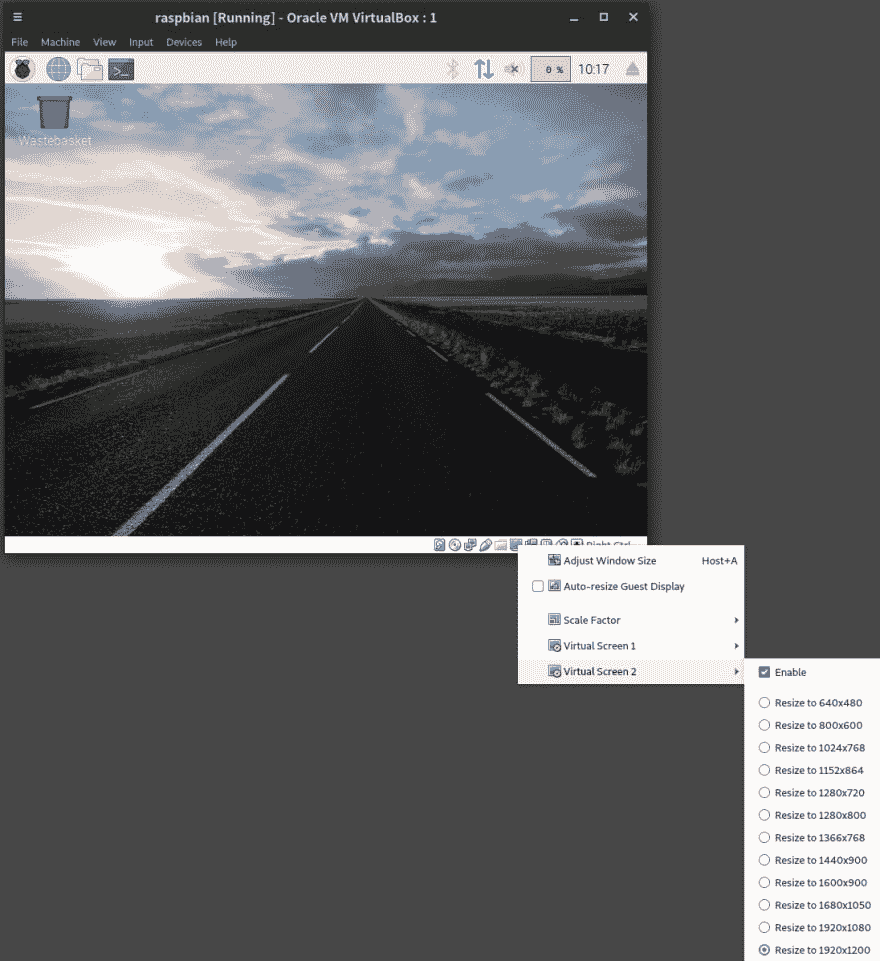 raspbian [Running] - Oracle VM VirtualBox : 1
File Machine View Input Devices Help
0 % 10:17
Wastebasket
Adjust Window Size Host+A
Auto-resize Guest Display
Scale Factor
Virtual Screen 1
Virtual Screen 2
Enable
Resize to 640x480
Resize to 800x600
Resize to 1024x768
Resize to 1152x864
Resize to 1280x720
Resize to 1280x800
Resize to 1366x768
Resize to 1440x900
Resize to 1600x900
Resize to 1680x1050
Resize to 1920x1080
Resize to 1920x1200